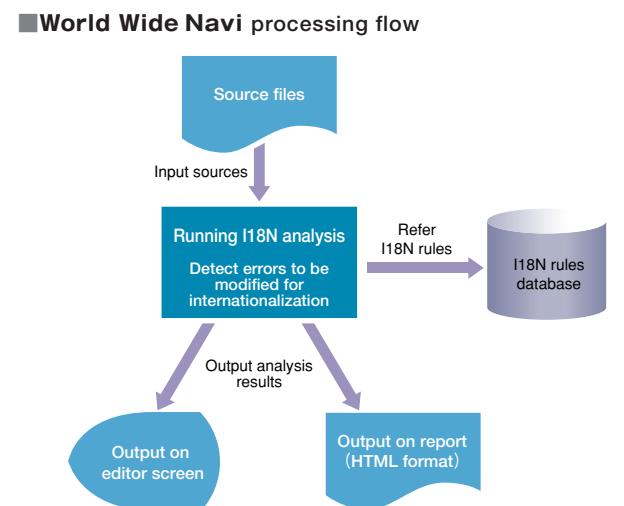 ■World Wide Navi processing flow
Source files
Input sources
Running I18N analysis
Detect errors to be
modified for
internationalization
Refer
I18N rules
I18N rules
database
Output analysis
results
Output on
editor screen
Output on report
（HTML format）